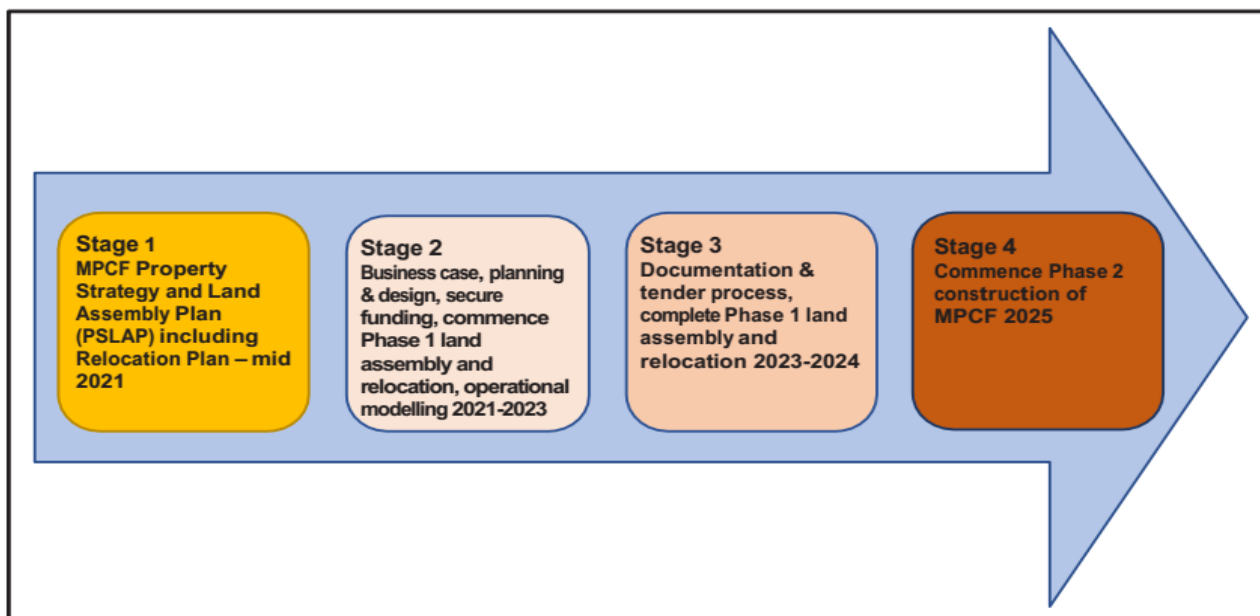 Stage 1
MPCF Property
Strategy and Land
Assembly Plan
(PSLAP) including
Relocation Plan – mid
2021
Stage 2
Business case, planning
& design, secure
funding, commence
Phase 1 land
assembly and
relocation, operational
modelling 2021-2023
Stage 3
Documentation &
tender process,
complete Phase 1 land
assembly and
relocation 2023-2024
Stage 4
Commence Phase 2
construction of
MPCF 2025